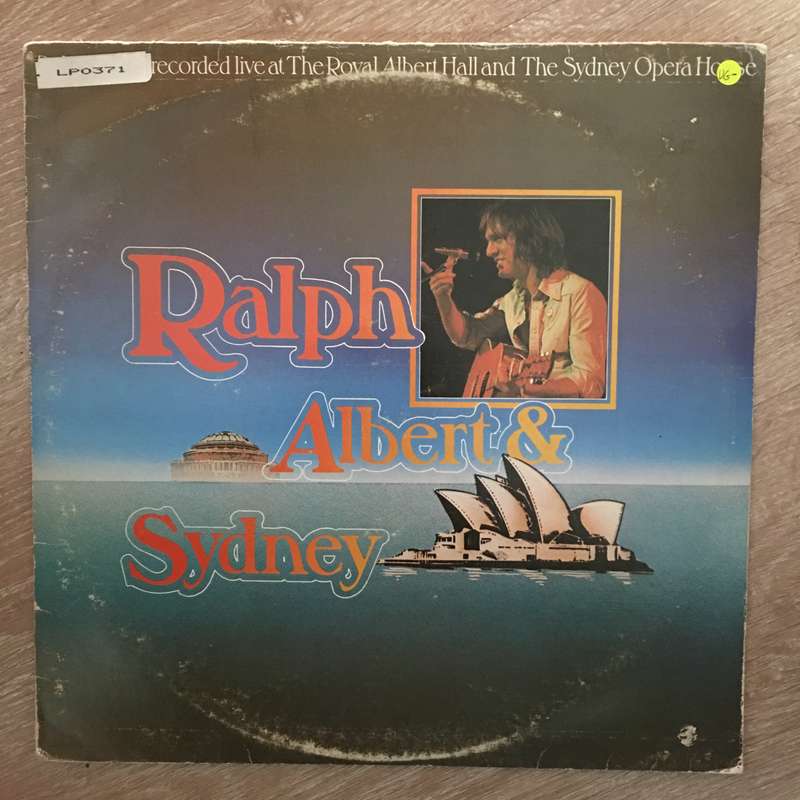 LP0371
recorded live at The Royal Albert Hall and The Sydney Opera House
VG-
Ralph
Albert &
Sydney